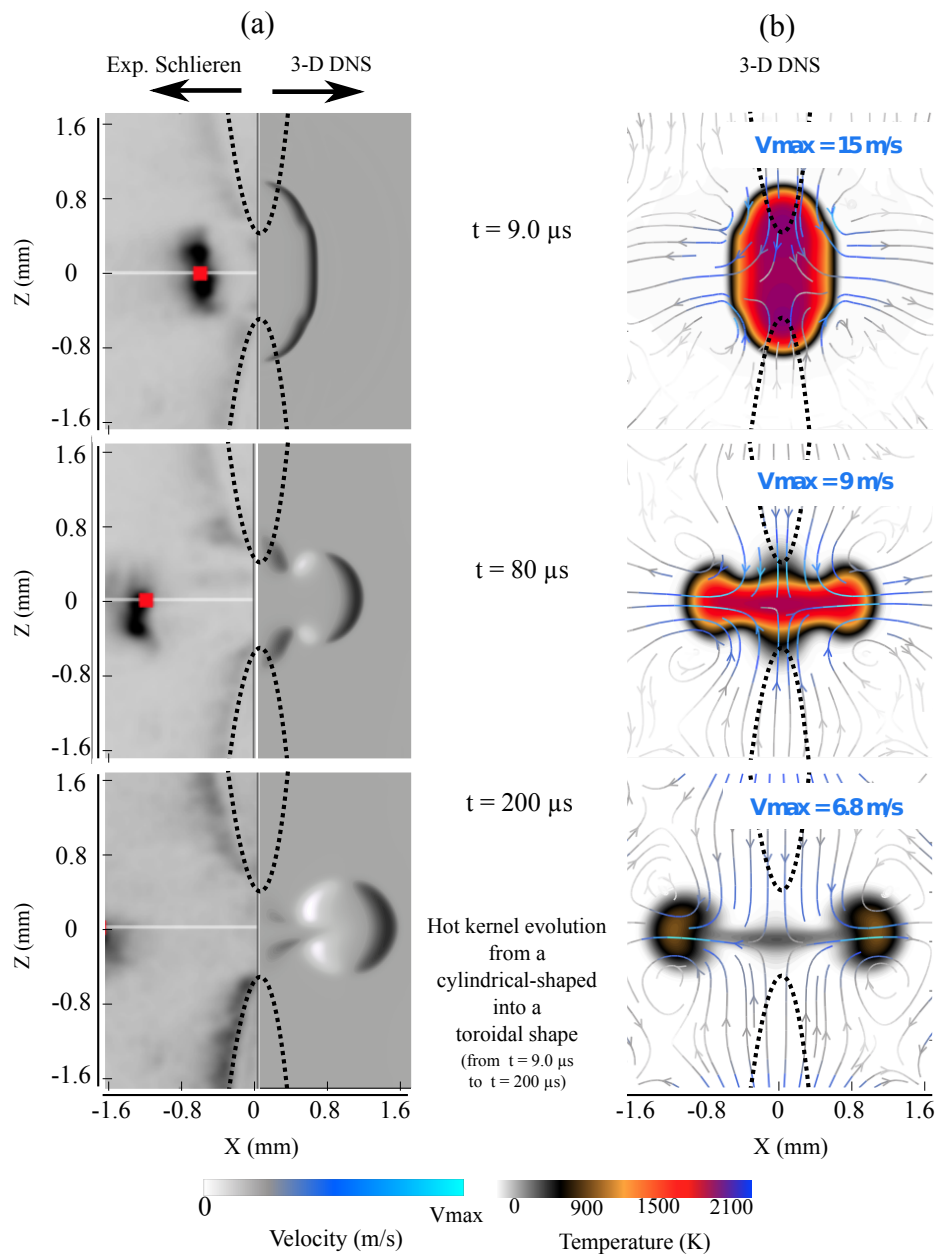 (a)
(b)
Exp. Schlieren
3-D DNS
3-D DNS
1.6
0.8
0
-0.8
-1.6
Z (mm)
t = 9.0 µs
Vmax = 15 m/s
1.6
0.8
0
-0.8
-1.6
Z (mm)
t = 80 µs
Vmax = 9 m/s
1.6
0.8
0
-0.8
-1.6
Z (mm)
t = 200 µs
Vmax = 6.8 m/s
Hot kernel evolution
from a
cylindrical-shaped
into a
toroidal shape
(from t = 9.0 µs
to t = 200 µs)
-1.6 -0.8 0 0.8 1.6
X (mm)
-1.6 -0.8 0 0.8 1.6
X (mm)
0 Vmax
Velocity (m/s)
0 900 1500 2100
Temperature (K)